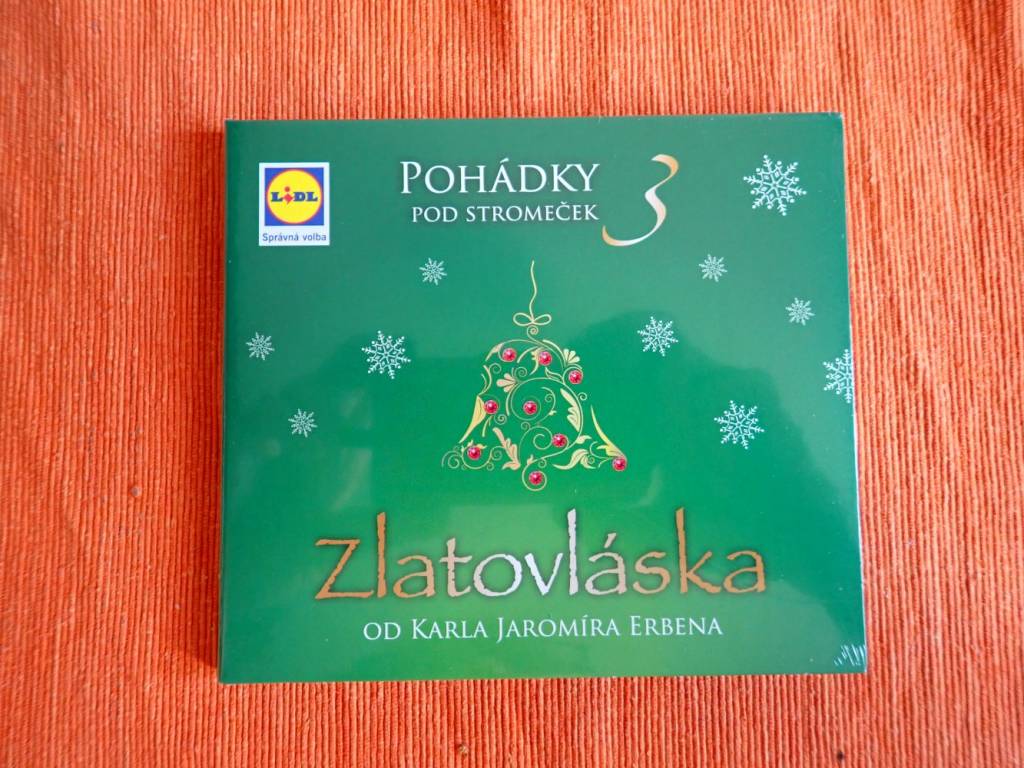 LiDL
Správná volba
POHÁDKY 3
POD STROMEČEK
Zlatovláska
OD KARLA JAROMÍRA ERBENA